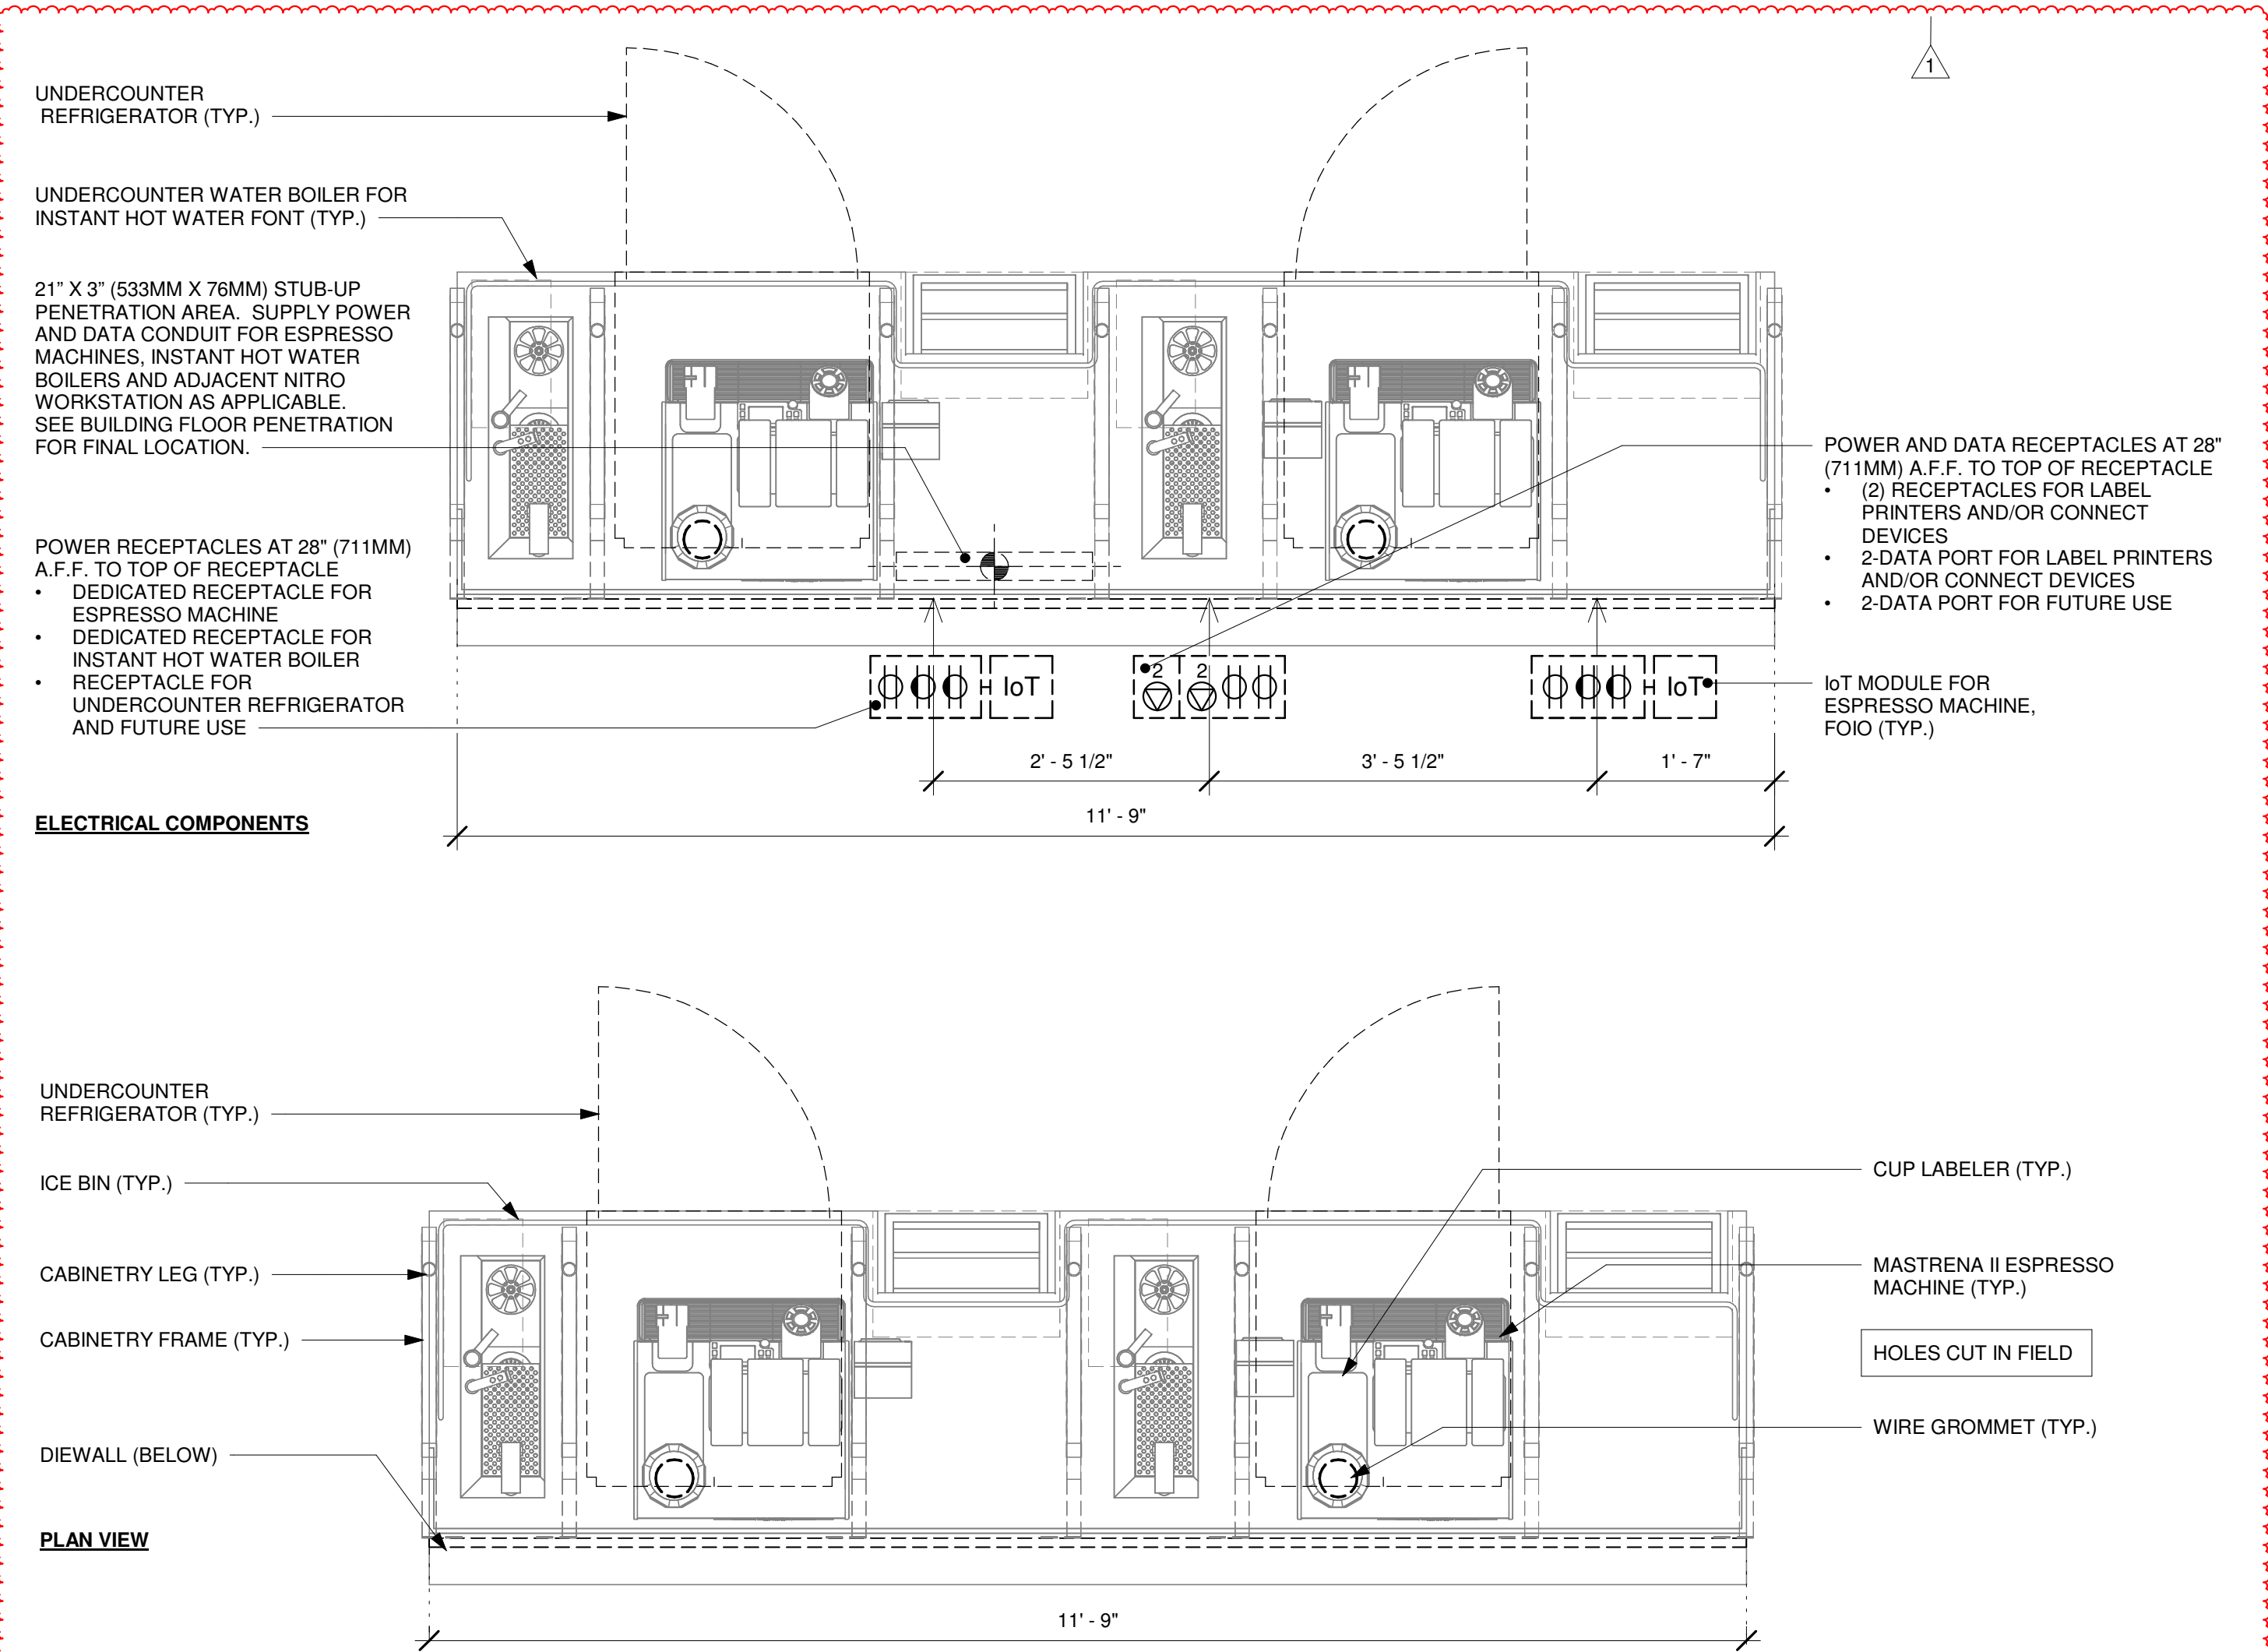 1
UNDERCOUNTER
REFRIGERATOR (TYP.)
UNDERCOUNTER WATER BOILER FOR
INSTANT HOT WATER FONT (TYP.)
21” X 3” (533MM X 76MM) STUB-UP
PENETRATION AREA. SUPPLY POWER
AND DATA CONDUIT FOR ESPRESSO
MACHINES, INSTANT HOT WATER
BOILERS AND ADJACENT NITRO
WORKSTATION AS APPLICABLE.
SEE BUILDING FLOOR PENETRATION
FOR FINAL LOCATION.
POWER RECEPTACLES AT 28" (711MM)
A.F.F. TO TOP OF RECEPTACLE
• DEDICATED RECEPTACLE FOR
ESPRESSO MACHINE
• DEDICATED RECEPTACLE FOR
INSTANT HOT WATER BOILER
• RECEPTACLE FOR
UNDERCOUNTER REFRIGERATOR
AND FUTURE USE
POWER AND DATA RECEPTACLES AT 28"
(711MM) A.F.F. TO TOP OF RECEPTACLE
• (2) RECEPTACLES FOR LABEL
PRINTERS AND/OR CONNECT
DEVICES
• 2-DATA PORT FOR LABEL PRINTERS
AND/OR CONNECT DEVICES
• 2-DATA PORT FOR FUTURE USE
IoT MODULE FOR
ESPRESSO MACHINE,
FOIO (TYP.)
IoT
2 2
IoT
2' - 5 1/2"
3' - 5 1/2"
1' - 7"
11' - 9"
ELECTRICAL COMPONENTS
UNDERCOUNTER
REFRIGERATOR (TYP.)
ICE BIN (TYP.)
CABINETRY LEG (TYP.)
CABINETRY FRAME (TYP.)
DIEWALL (BELOW)
CUP LABELER (TYP.)
MASTRENA II ESPRESSO
MACHINE (TYP.)
HOLES CUT IN FIELD
WIRE GROMMET (TYP.)
PLAN VIEW
11' - 9"